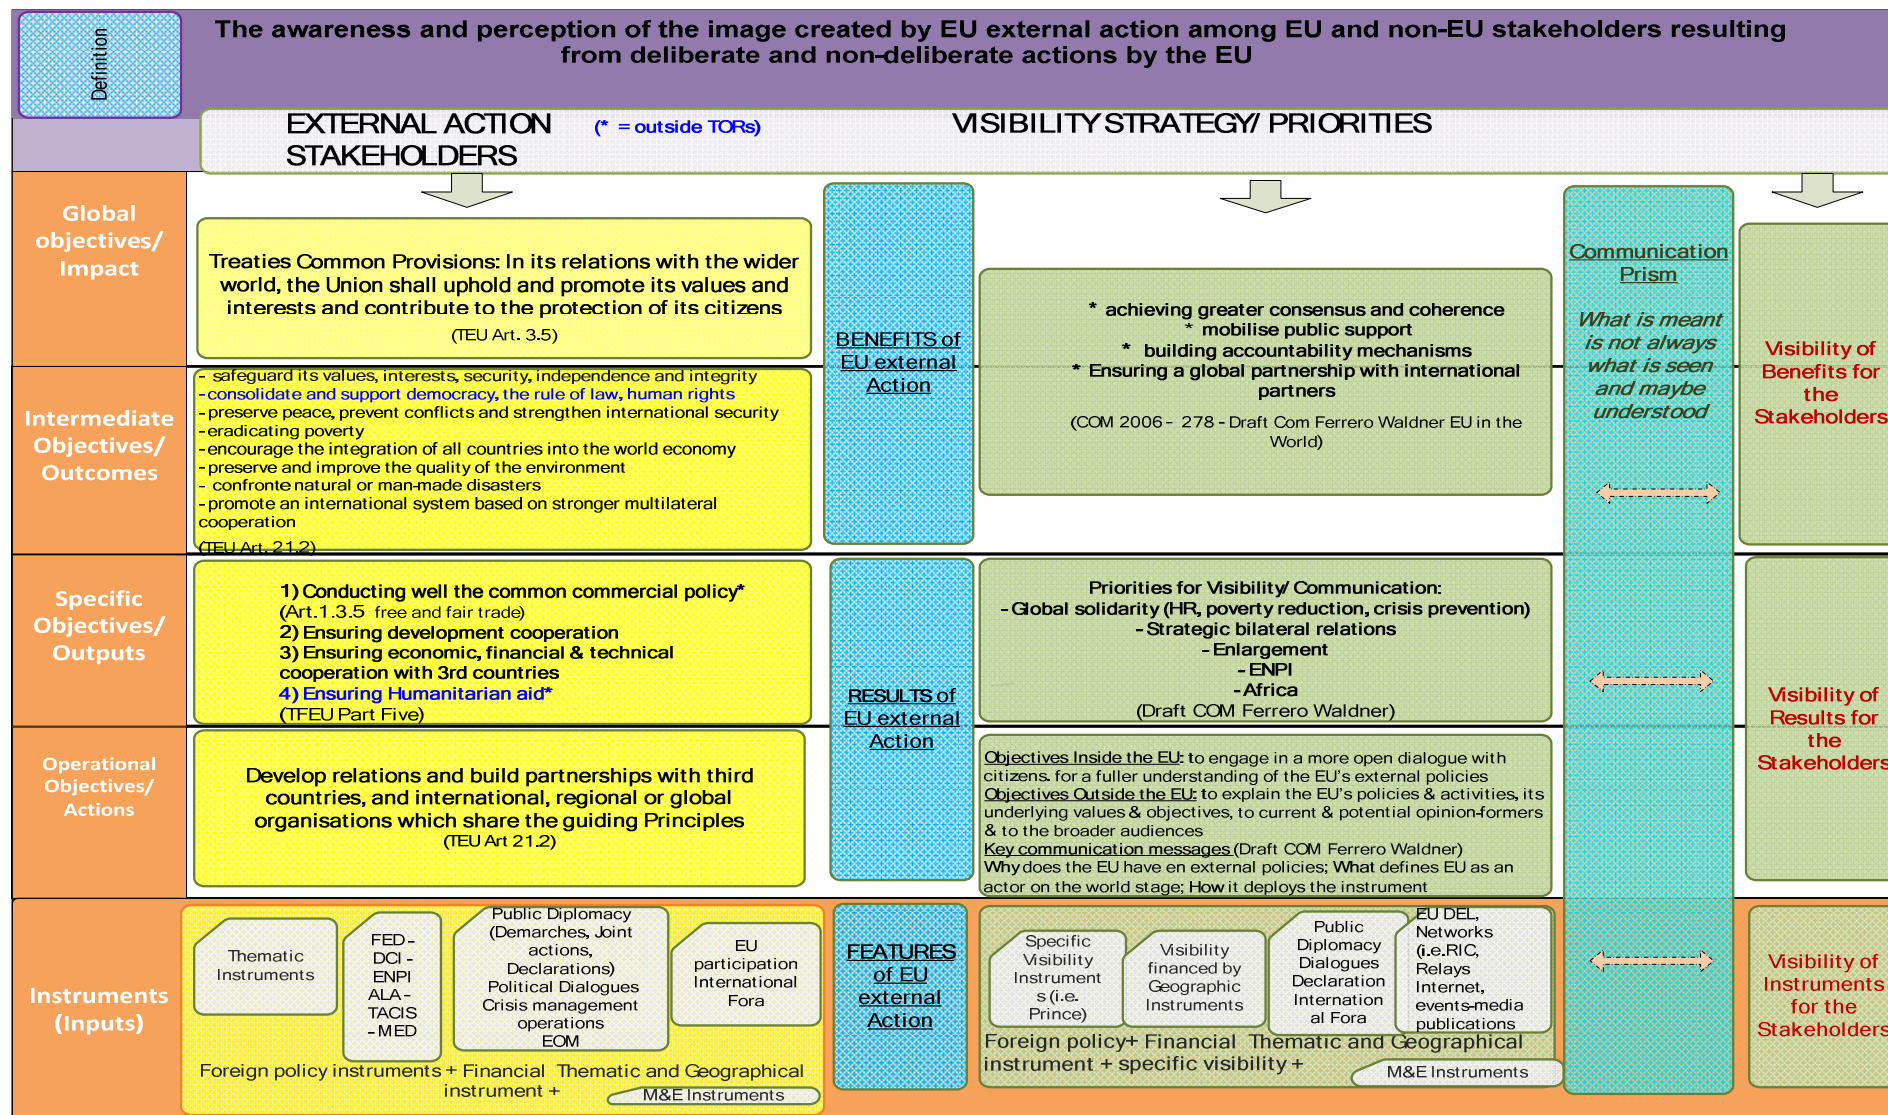 Definition
The awareness and perception of the image created by EU external action among EU and non-EU stakeholders resulting
from deliberate and non-deliberate actions by the EU
EXTERNAL ACTION
STAKEHOLDERS
(* = outside TORs)
VISIBILITY STRATEGY/ PRIORITIES
Global
objectives/
Impact
Treaties Common Provisions: In its relations with the wider
world, the Union shall uphold and promote its values and
interests and contribute to the protection of its citizens
(TEU Art. 3.5)
BENEFITS of
EU external
Action
* achieving greater consensus and coherence
* mobilise public support
* building accountability mechanisms
* Ensuring a global partnership with international
partners
(COM 2006 - 278 - Draft Com Ferrero Waldner EU in the
World)
Communication
Prism
What is meant
is not always
what is seen
and maybe
understood
Visibility of
Benefits for
the
Stakeholders
Intermediate
Objectives/
Outcomes
- safeguard its values, interests, security, independence and integrity
-consolidate and support democracy, the rule of law, human rights
-preserve peace, prevent conflicts and strengthen international security
-eradicating poverty
-encourage the integration of all countries into the world economy
-preserve and improve the quality of the environment
- confronte natural or man-made disasters
-promote an international system based on stronger multilateral
cooperation
(TEU Art. 21.2)
Specific
Objectives/
Outputs
1) Conducting well the common commercial policy*
(Art.1.3.5 free and fair trade)
2) Ensuring development cooperation
3) Ensuring economic, financial & technical
cooperation with 3rd countries
4) Ensuring Humanitarian aid*
(TFEU Part Five)
RESULTS of
EU external
Action
Priorities for Visibility/ Communication:
-Global solidarity (HR, poverty reduction, crisis prevention)
-Strategic bilateral relations
-Enlargement
-ENPI
-Africa
(Draft COM Ferrero Waldner)
Visibility of
Results for
the
Stakeholders
Operational
Objectives/
Actions
Develop relations and build partnerships with third
countries, and international, regional or global
organisations which share the guiding Principles
(TEU Art 21.2)
Objectives Inside the EU: to engage in a more open dialogue with
citizens. for a fuller understanding of the EU's external policies
Objectives Outside the EU: to explain the EU's policies & activities, its
underlying values & objectives, to current & potential opinion-formers
& to the broader audiences
Key communication messages (Draft COM Ferrero Waldner)
Why does the EU have en external policies; What defines EU as an
actor on the world stage; How it deploys the instrument
Instruments
(Inputs)
Thematic
Instruments
FED -
DCI -
ENPI
ALA -
TACIS
- MED
Public Diplomacy
(Demarches, Joint
actions,
Declarations)
Political Dialogues
Crisis management
operations
EOM
EU
participation
International
Fora
Foreign policy instruments + Financial Thematic and Geographical
instrument +
M&E Instruments
FEATURES
of EU
external
Action
Specific
Visibility
Instrument
s (i.e.
Prince)
Visibility
financed by
Geographic
Instruments
Public
Diplomacy
Dialogues
Declaration
Internation
al Fora
EU DEL,
Networks
(i.e.RIC,
Relays
Internet,
events-media
publications
Foreign policy+ Financial Thematic and Geographical
instrument + specific visibility +
M&E Instruments
Visibility of
Instruments
for the
Stakeholders